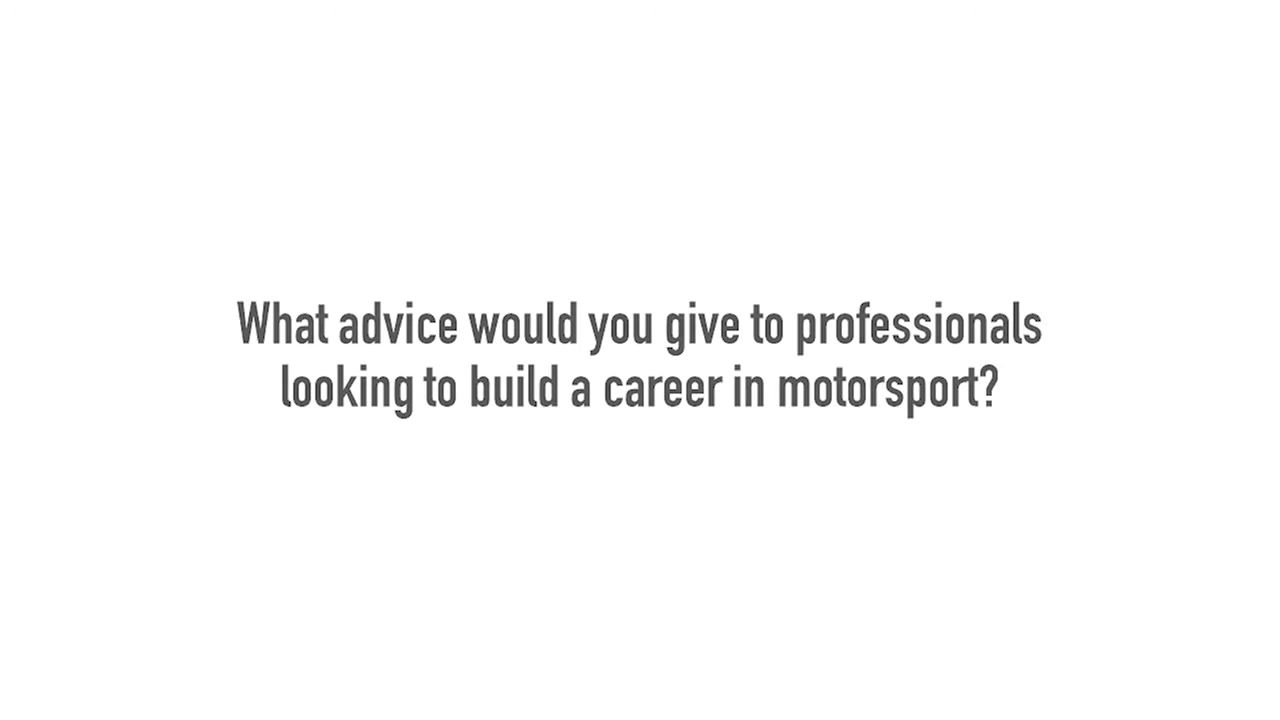 What advice would you give to professionals
looking to build a career in motorsport?